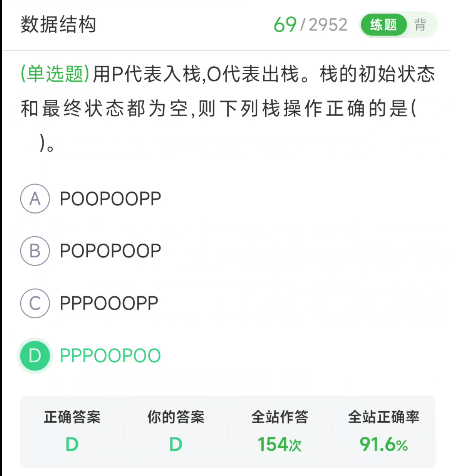 数据结构 69/2952 练题 背
(单选题)用P代表入栈,O代表出栈。栈的初始状态
和最终状态都为空,则下列栈操作正确的是(
)。
A POOPOOPP
B POPOPOOP
C PPPOOOPP
D PPPOOPOO
正确答案 你的答案 全站作答 全站正确率
D D 154次 91.6%